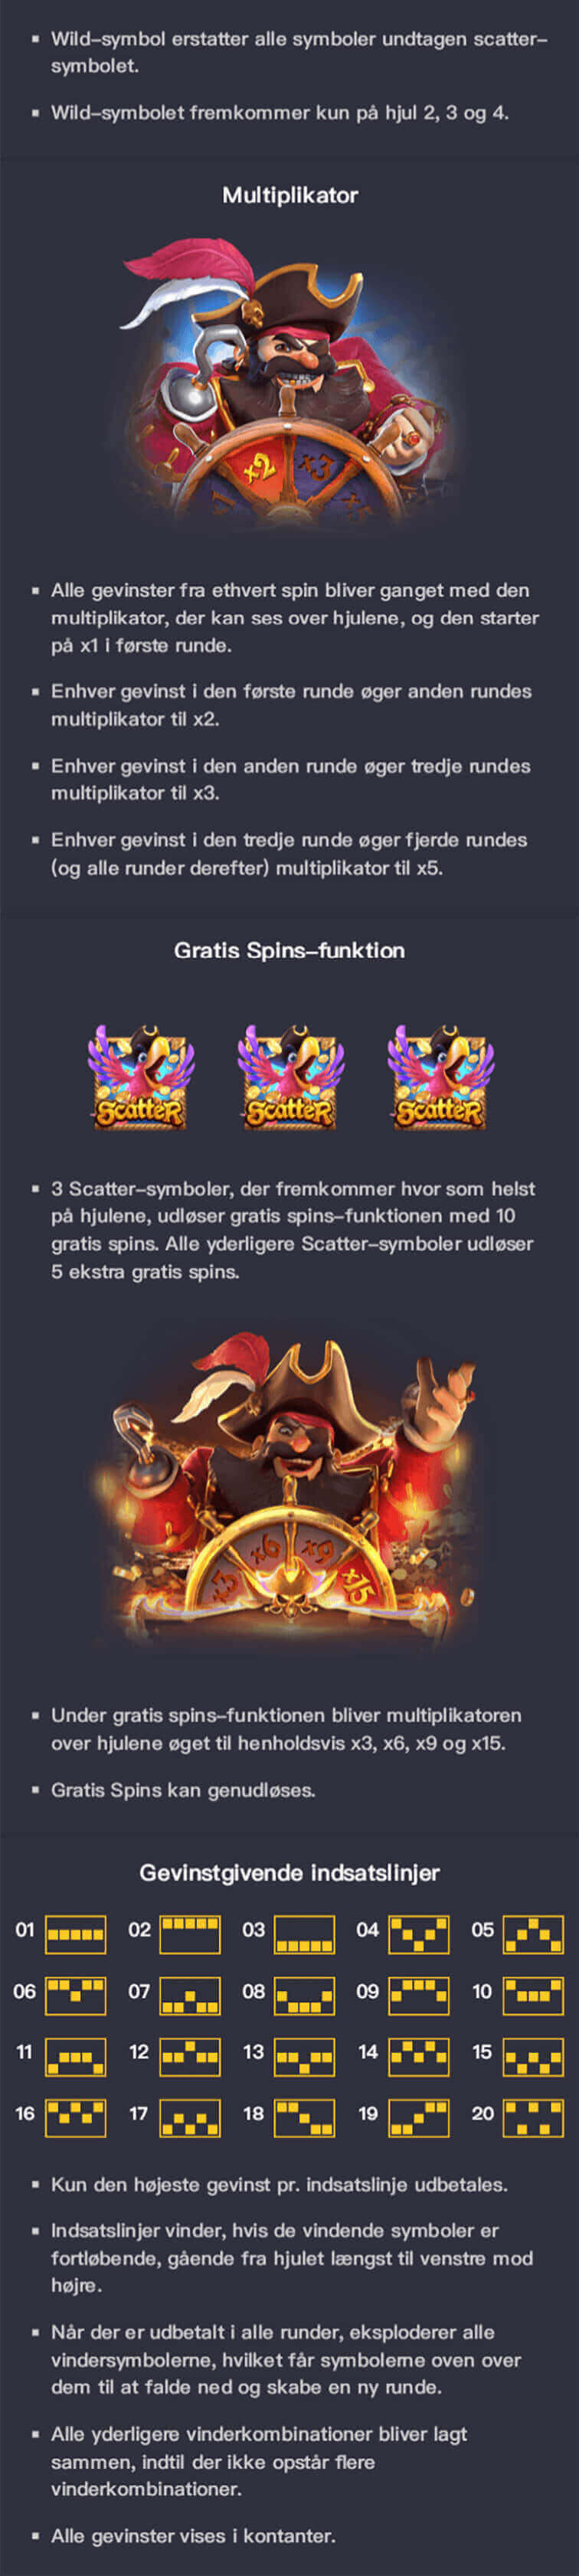 ▪ Wild-symbol erstatter alle symboler undtagen scatter-
symbolet.
▪ Wild-symbolet fremkommer kun på hjul 2, 3 og 4.
Multiplikator
x1 x2 x3 x5
▪ Alle gevinster fra ethvert spin bliver ganget med den
multiplikator, der kan ses over hjulene, og den starter
på x1 i første runde.
▪ Enhver gevinst i den første runde øger anden rundes
multiplikator til x2.
▪ Enhver gevinst i den anden runde øger tredje rundes
multiplikator til x3.
▪ Enhver gevinst i den tredje runde øger fjerde rundes
(og alle runder derefter) multiplikator til x5.
Gratis Spins-funktion
Scatter Scatter Scatter
▪ 3 Scatter-symboler, der fremkommer hvor som helst
på hjulene, udløser gratis spins-funktionen med 10
gratis spins. Alle yderligere Scatter-symboler udløser
5 ekstra gratis spins.
x3 x6 x9 x15
▪ Under gratis spins-funktionen bliver multiplikatoren
over hjulene øget til henholdsvis x3, x6, x9 og x15.
▪ Gratis Spins kan genudløses.
Gevinstgivende indsatslinjer
01 02 03 04 05
06 07 08 09 10
11 12 13 14 15
16 17 18 19 20
▪ Kun den højeste gevinst pr. indsatslinje udbetales.
▪ Indsatslinjer vinder, hvis de vindende symboler er
fortløbende, gående fra hjulet længst til venstre mod
højre.
▪ Når der er udbetalt i alle runder, eksploderer alle
vindersymbolerne, hvilket får symbolerne oven over
dem til at falde ned og skabe en ny runde.
▪ Alle yderligere vinderkombinationer bliver lagt
sammen, indtil der ikke opstår flere
vinderkombinationer.
▪ Alle gevinster vises i kontanter.